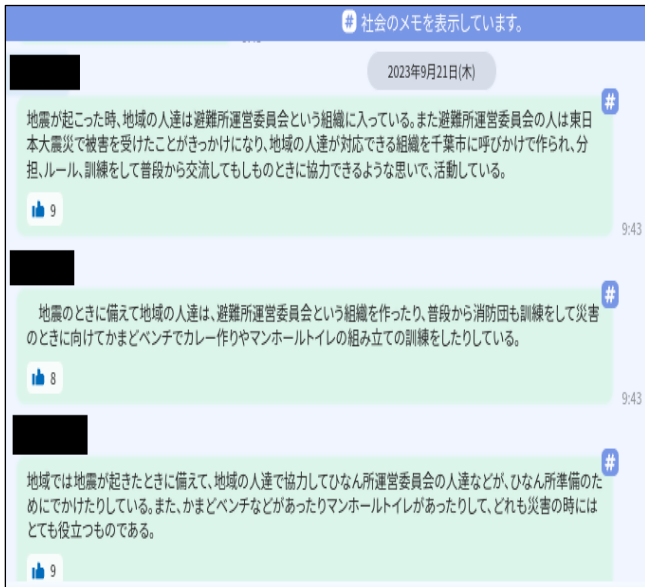 # 社会のメモを表示しています。
2023年9月21日(木)
#
地震が起こった時、地域の人達は避難所運営委員会という組織に入っている。また避難所運営委員会の人は東日
本大震災で被害を受けたことがきっかけになり、地域の人達が対応できる組織を千葉市に呼びかけで作られ、分
担、ルール、訓練をして普段から交流してもしものときに協力できるような思いで、活動している。
9
9:43
#
地震のときに備えて地域の人達は、避難所運営委員会という組織を作ったり、普段から消防団も訓練をして災害
のときに向けてかまどベンチでカレー作りやマンホールトイレの組み立ての訓練をしたりしている。
8
9:43
#
地域では地震が起きたときに備えて、地域の人達で協力してひなん所運営委員会の人達などが、ひなん所準備のた
めにでかけたりしている。また、かまどベンチなどがあったりマンホールトイレがあったりして、どれも災害の時には
とても役立つものである。
9